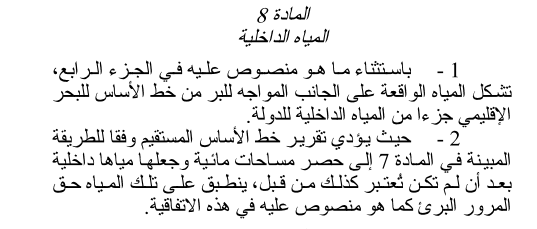 المادة 8
المياه الداخلية
1 - باستثناء ما هو منصوص عليه في الجزء الرابع،
تشكل المياه الواقعة على الجانب المواجه للبر من خط الأساس للبحر
الإقليمي جزءا من المياه الداخلية للدولة.
2 - حيث يؤدي تقرير خط الأساس المستقيم وفقا للطريقة
المبينة في المادة 7 إلى حصر مساحات مائية وجعلها مياها داخلية
بعد أن لم تكن تُعتبر كذلك من قبل، ينطبق على تلك المياه حق
المرور البرئ كما هو منصوص عليه في هذه الاتفاقية.